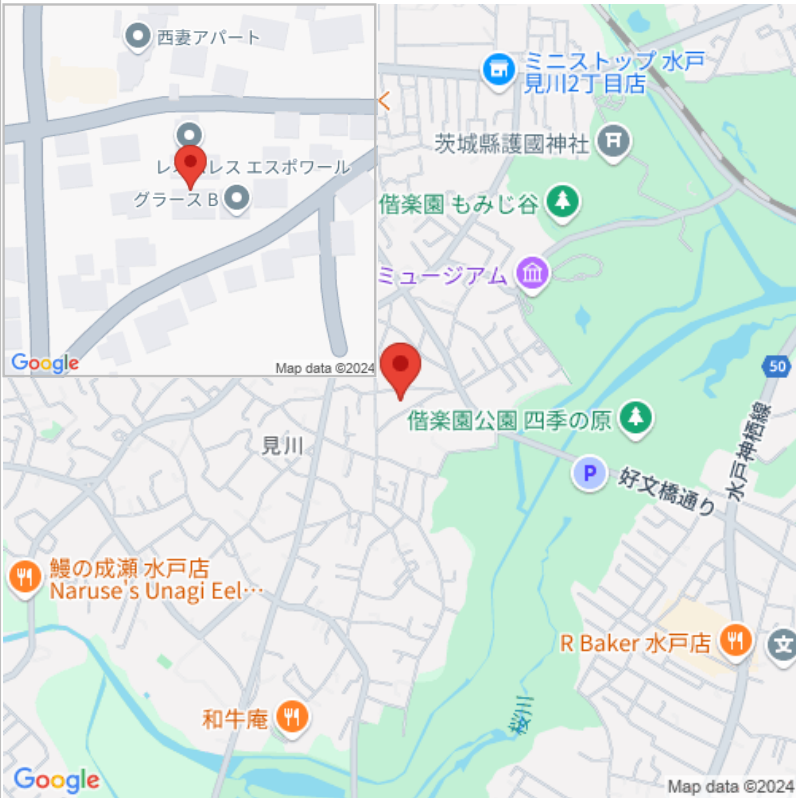 西妻アパート
エスポワール
グラース B
Google
Map data ©2024
ミニストップ 水戸
見川2丁目店
茨城縣護國神社
偕楽園 もみじ谷
ミュージアム
50
偕楽園公園 四季の原
見川
P
好文橋通り
水戸神栖線
鰻の成瀬 水戸店
Naruse's Unagi Eel…
R Baker 水戸店
文
和牛庵
桜川
Google
Map data ©2024